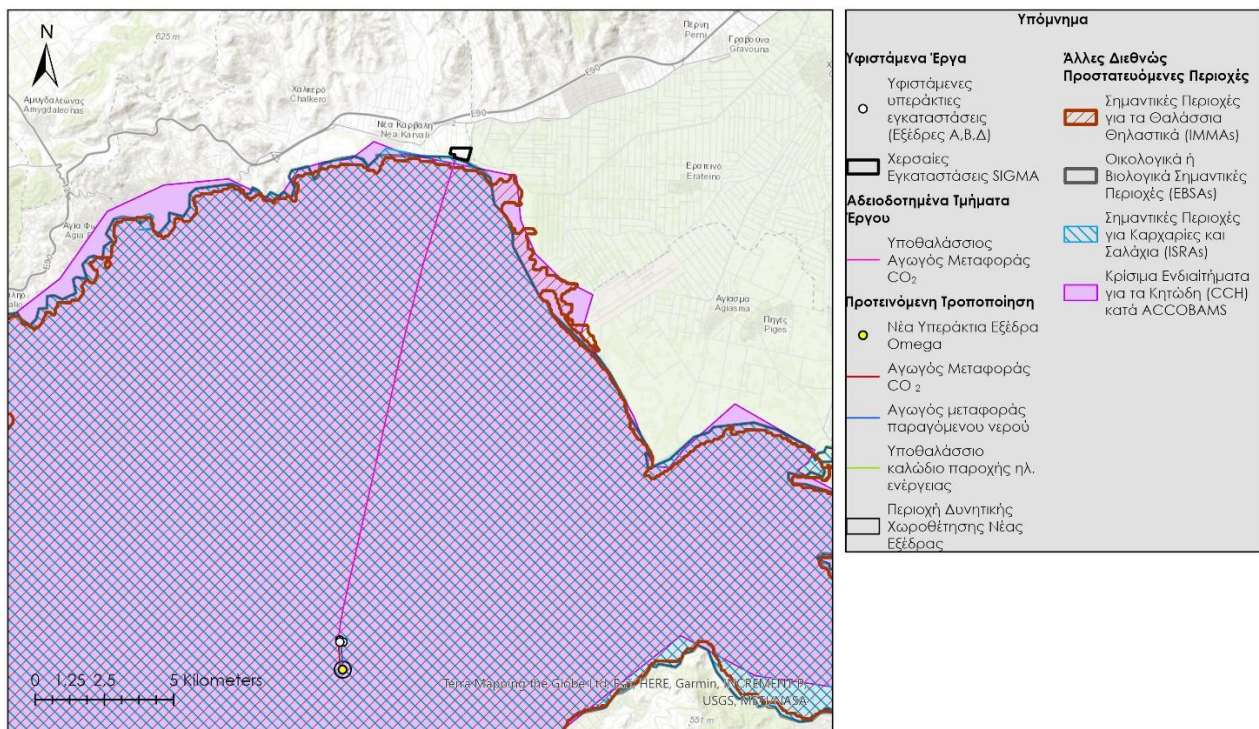 625 m
Πέρνη
Perni
Γραβούνα
Gravouna
E90
Χαλκερό
Chalkero
Αμυγδαλεώνας
Amygdaleonas
E90
Νέα Καρβάλη
Nea Karvali
Ερατεινό
Erateino
Αγία
Agia
E90
Αγίασμα
Agiasma
Πηγές
Piges
N
0 1,25 2,5 5 Kilometers
Terra Mapping the Globe Ltd, Esri, HERE, Garmin, INCREMENT P,
USGS, METI/NASA
551 m
Υπόμνημα
Υφιστάμενα Έργα
Υφιστάμενες
υπεράκτιες
εγκαταστάσεις
(Εξέδρες Α,Β,Δ)
Χερσαίες
Εγκαταστάσεις SIGMA
Αδειοδοτημένα Τμήματα
Έργου
Υποθαλάσσιος
Αγωγός Μεταφοράς
CO2
Προτεινόμενη Τροποποίηση
Νέα Υπεράκτια Εξέδρα
Omega
Αγωγός Μεταφοράς
CO 2
Αγωγός μεταφοράς
παραγόμενου νερού
Υποθαλάσσιο
καλώδιο παροχής ηλ.
ενέργειας
Περιοχή Δυνητικής
Χωροθέτησης Νέας
Εξέδρας
Άλλες Διεθνώς
Προστατευόμενες Περιοχές
Σημαντικές Περιοχές
για τα Θαλάσσια
Θηλαστικά (IMMAs)
Οικολογικά ή
Βιολογικά Σημαντικές
Περιοχές (EBSAs)
Σημαντικές Περιοχές
για Καρχαρίες και
Σαλάχια (ISRAs)
Κρίσιμα Ενδιαιτήματα
για τα Κητώδη (CCH)
κατά ACCOBAMS